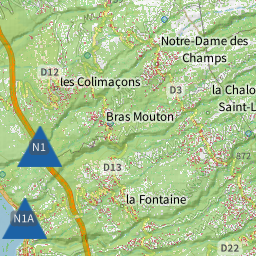 Notre-Dame des
Champs
D12
les Colimaçons
D3
la Chalo
Saint-L
Bras Mouton
N1
872
D13
la Fontaine
N1A
D22